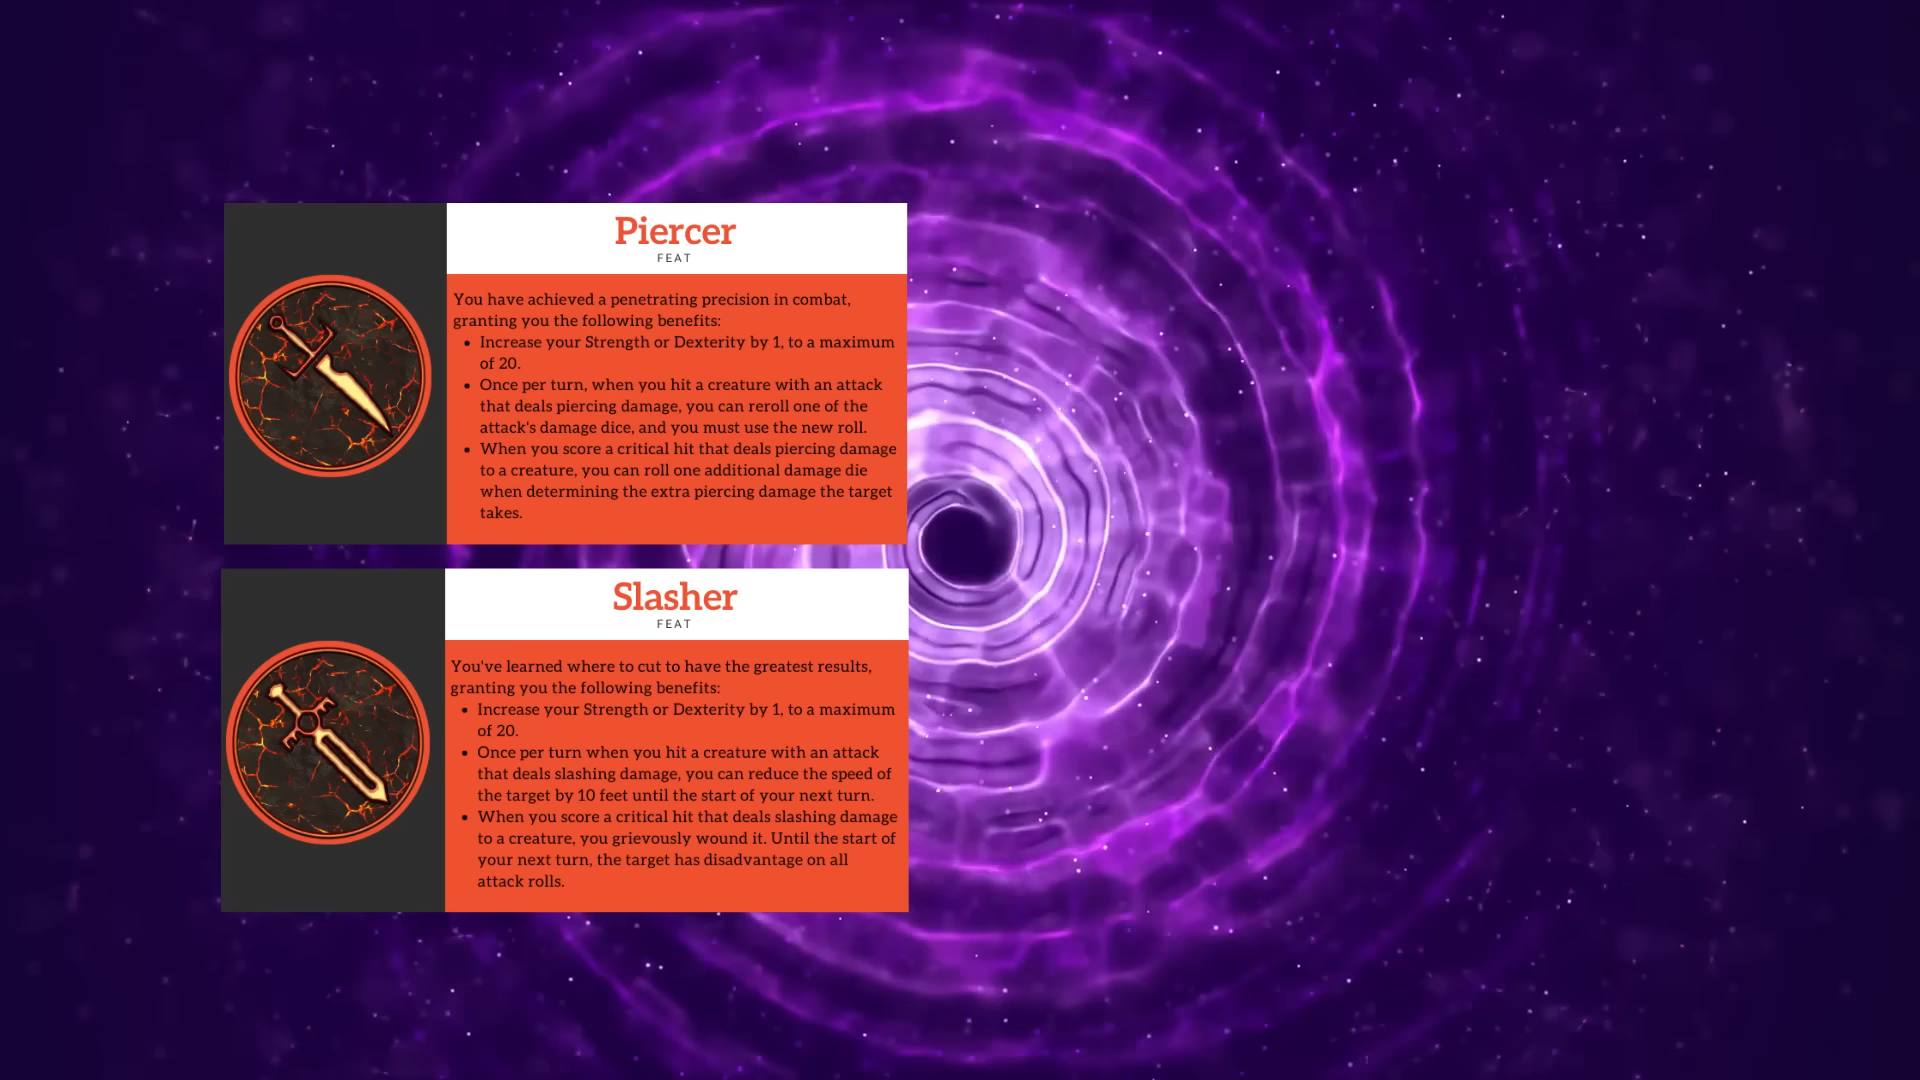 Piercer
FEAT
You have achieved a penetrating precision in combat,
granting you the following benefits:
• Increase your Strength or Dexterity by 1, to a maximum
of 20.
• Once per turn, when you hit a creature with an attack
that deals piercing damage, you can reroll one of the
attack's damage dice, and you must use the new roll.
• When you score a critical hit that deals piercing damage
to a creature, you can roll one additional damage die
when determining the extra piercing damage the target
takes.
Slasher
FEAT
You've learned where to cut to have the greatest results,
granting you the following benefits:
• Increase your Strength or Dexterity by 1, to a maximum
of 20.
• Once per turn when you hit a creature with an attack
that deals slashing damage, you can reduce the speed of
the target by 10 feet until the start of your next turn.
• When you score a critical hit that deals slashing damage
to a creature, you grievously wound it. Until the start of
your next turn, the target has disadvantage on all
attack rolls.